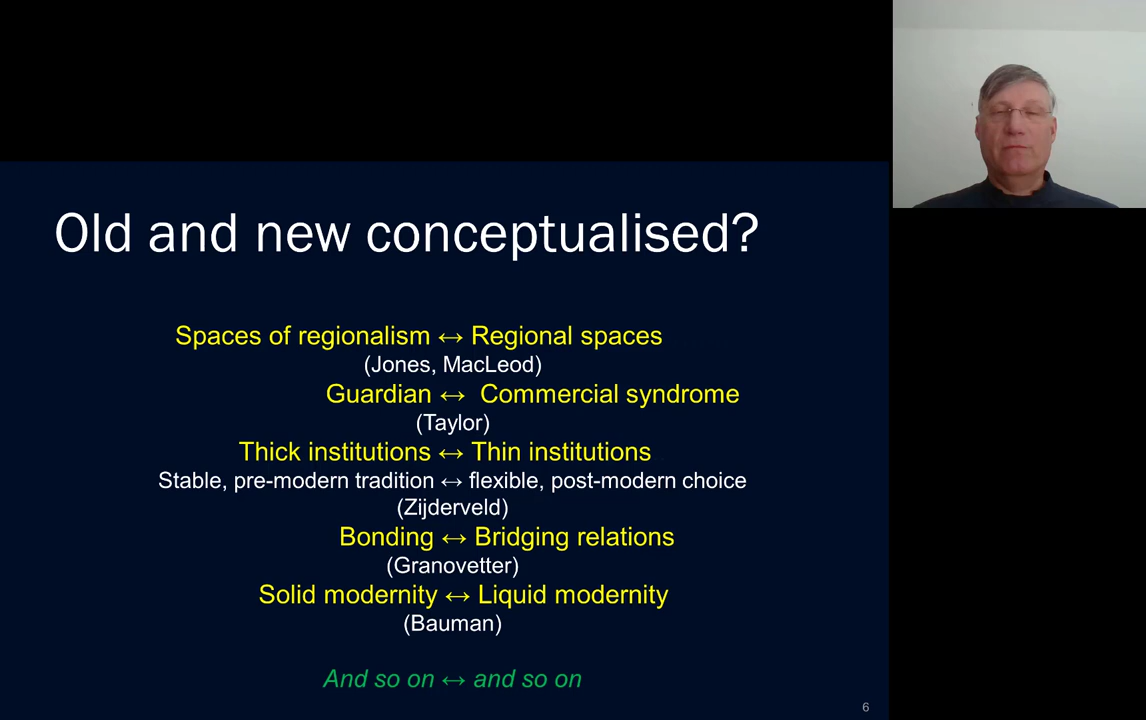 Old and new conceptualised?
Spaces of regionalism ↔ Regional spaces
(Jones, MacLeod)
Guardian ↔ Commercial syndrome
(Taylor)
Thick institutions ↔ Thin institutions
Stable, pre-modern tradition ↔ flexible, post-modern choice
(Zijderveld)
Bonding ↔ Bridging relations
(Granovetter)
Solid modernity ↔ Liquid modernity
(Bauman)
And so on ↔ and so on
6